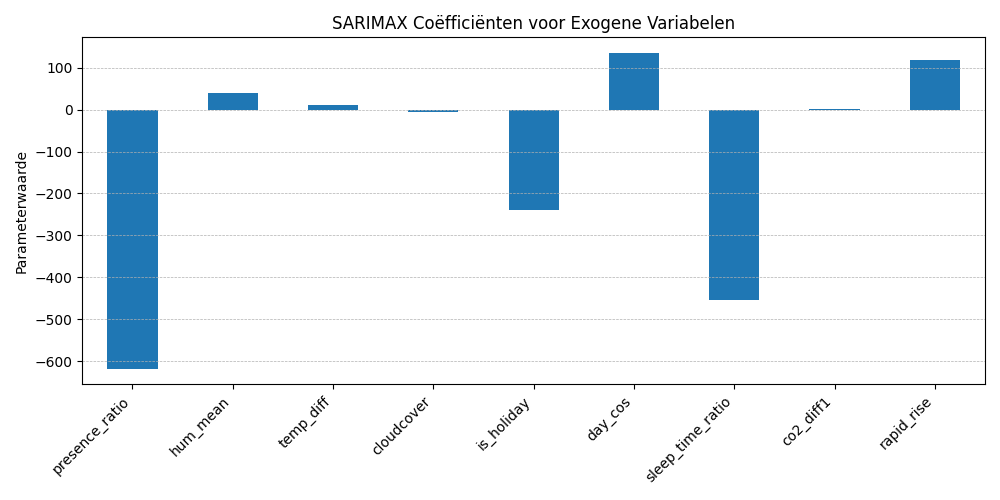 SARIMAX Coëfficiënten voor Exogene Variabelen
Parameterwaarde
100
0
−100
−200
−300
−400
−500
−600
presence_ratio
hum_mean
temp_diff
cloudcover
is_holiday
day_cos
sleep_time_ratio
co2_diff1
rapid_rise